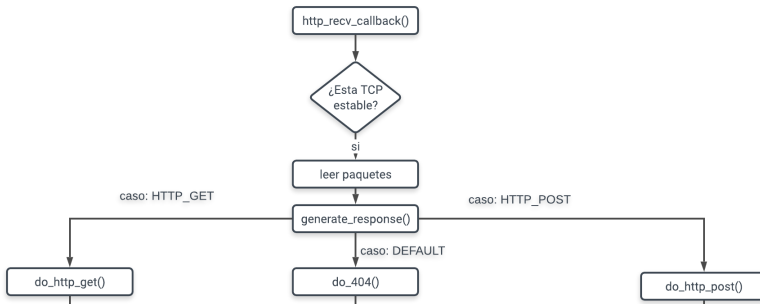 http_recv_callback()
¿Esta TCP
estable?
si
leer paquetes
caso: HTTP_GET
caso: HTTP_POST
generate_response()
caso: DEFAULT
do_http_get()
do_404()
do_http_post()